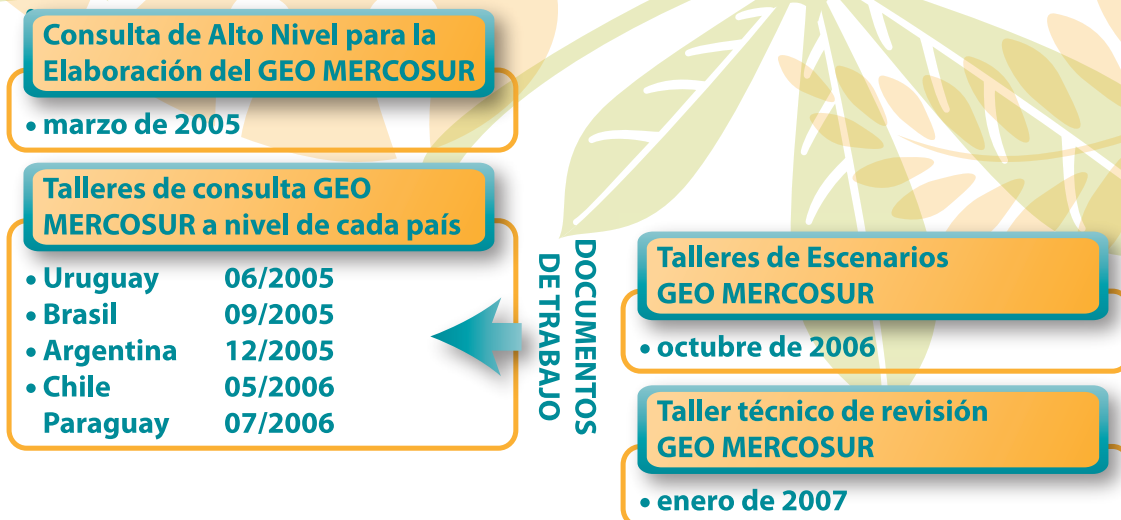 Consulta de Alto Nivel para la
Elaboración del GEO MERCOSUR
• marzo de 2005
Talleres de consulta GEO
MERCOSUR a nivel de cada país
• Uruguay 06/2005
• Brasil 09/2005
• Argentina 12/2005
• Chile 05/2006
Paraguay 07/2006
DOCUMENTOS
DE TRABAJO
Talleres de Escenarios
GEO MERCOSUR
• octubre de 2006
Taller técnico de revisión
GEO MERCOSUR
• enero de 2007